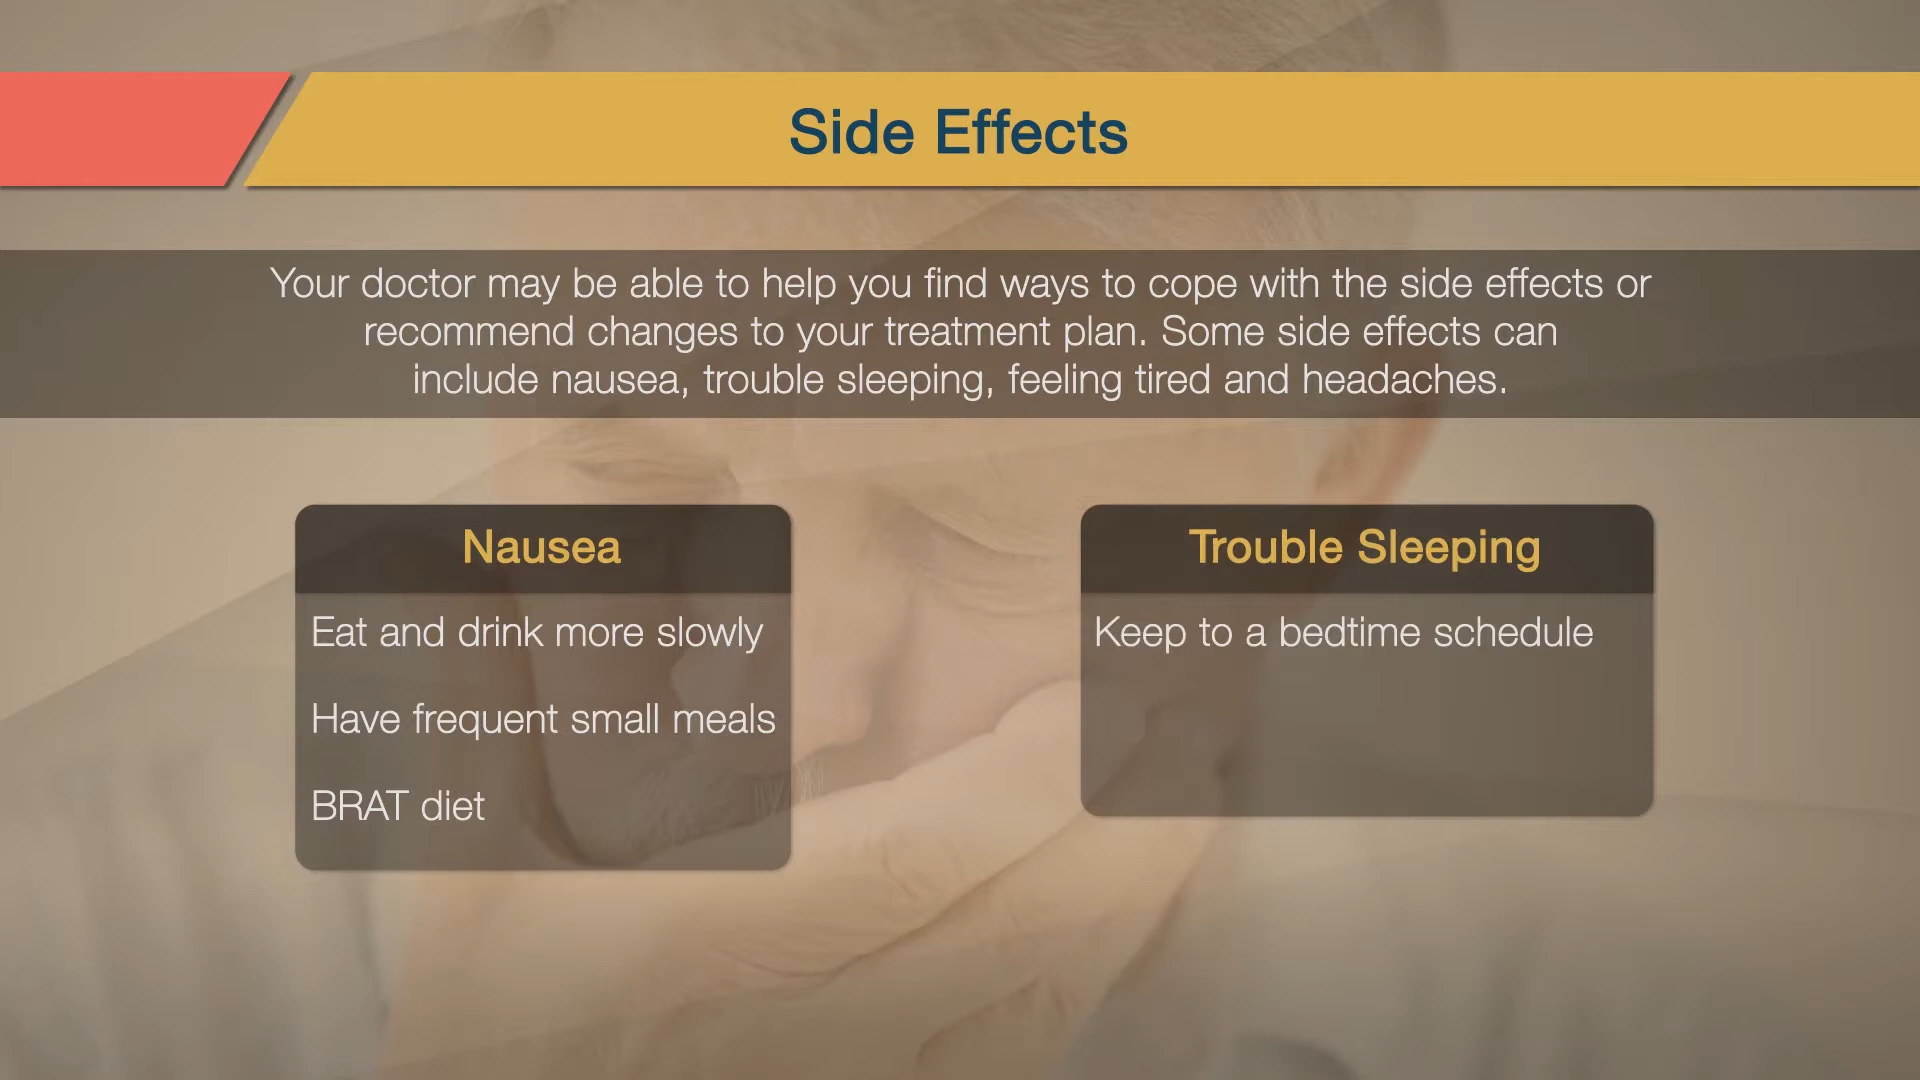 Side Effects
Your doctor may be able to help you find ways to cope with the side effects or
recommend changes to your treatment plan. Some side effects can
include nausea, trouble sleeping, feeling tired and headaches.
Nausea
Eat and drink more slowly
Have frequent small meals
BRAT diet
Trouble Sleeping
Keep to a bedtime schedule